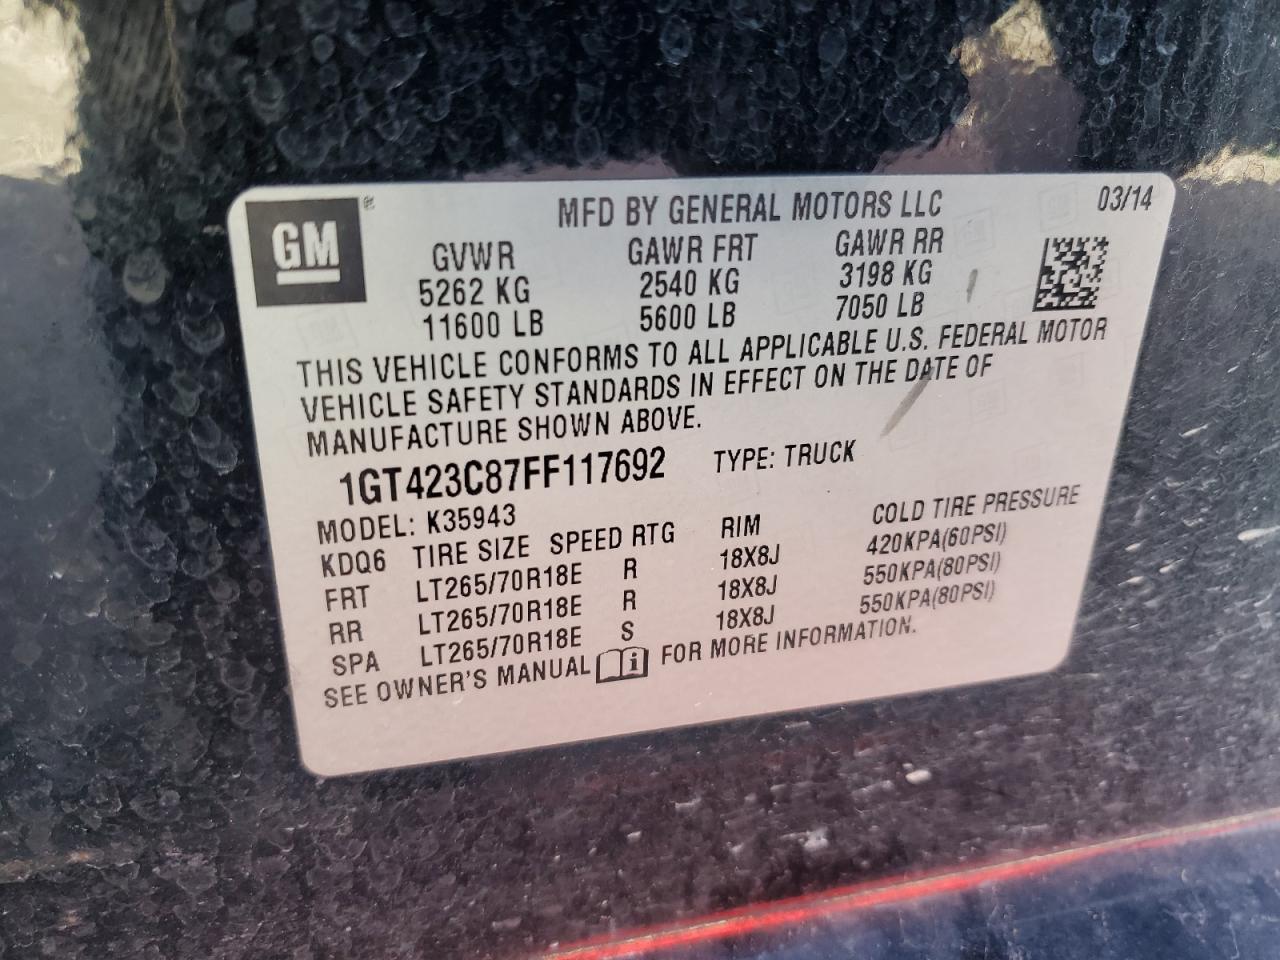 GM ®
MFD BY GENERAL MOTORS LLC 03/14
GVWR GAWR FRT GAWR RR
5262 KG 2540 KG 3198 KG
11600 LB 5600 LB 7050 LB
THIS VEHICLE CONFORMS TO ALL APPLICABLE U.S. FEDERAL MOTOR
VEHICLE SAFETY STANDARDS IN EFFECT ON THE DATE OF
MANUFACTURE SHOWN ABOVE.
1GT423C87FF117692 TYPE: TRUCK
MODEL: K35943
KDQ6 TIRE SIZE SPEED RTG RIM COLD TIRE PRESSURE
FRT LT265/70R18E R 18X8J 420KPA(60PSI)
RR LT265/70R18E R 18X8J 550KPA(80PSI)
SPA LT265/70R18E S 18X8J 550KPA(80PSI)
SEE OWNER'S MANUAL i FOR MORE INFORMATION.